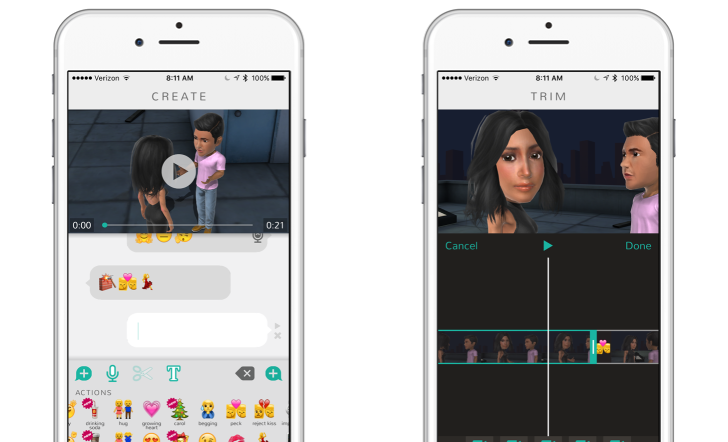 Verizon 8:11 AM 100%
CREATE
0:00 0:21
ACTIONS
drinking soda
hug
growing heart
carol
begging
peck
reject kiss
Verizon 8:11 AM 100%
TRIM
Cancel Done